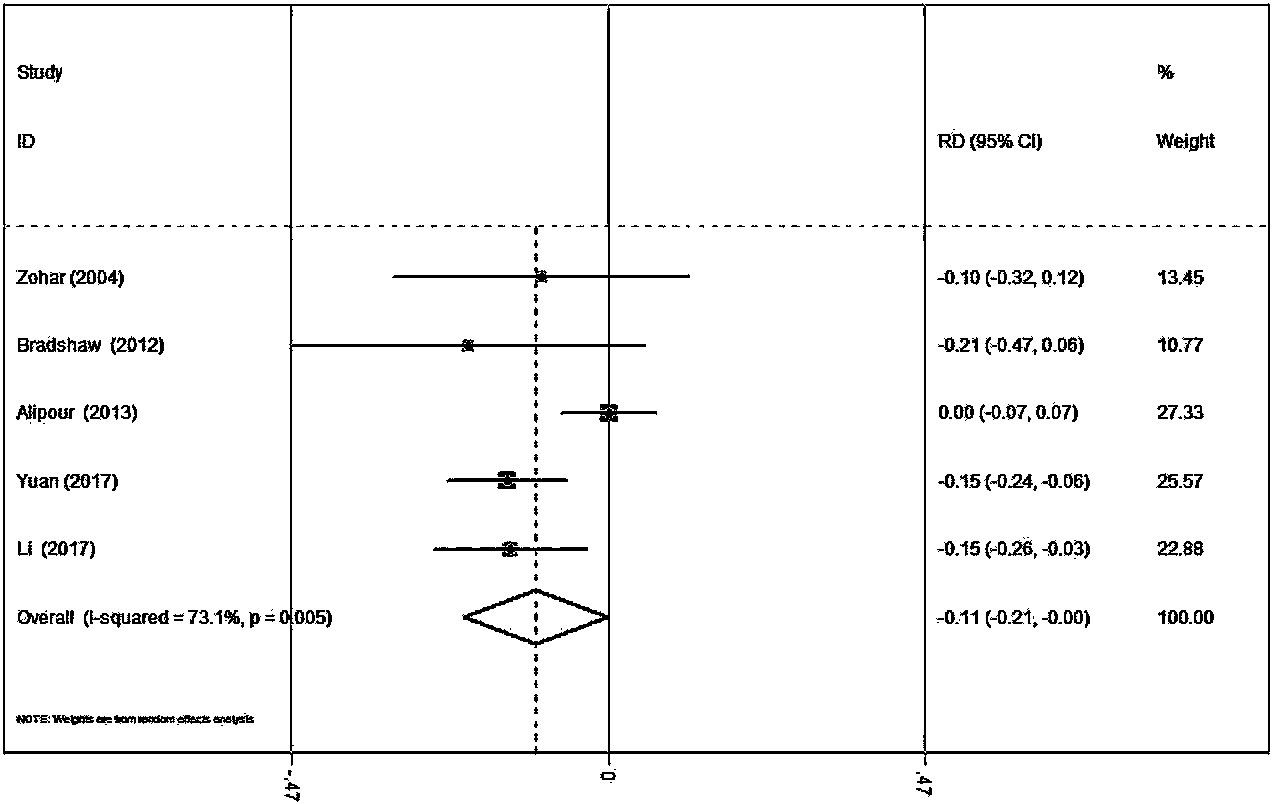 Study %
ID RD (95% CI) Weight
Zohar (2004) -0.10 (-0.32, 0.12) 13.45
Bradshaw (2012) -0.21 (-0.47, 0.06) 10.77
Alipour (2013) 0.00 (-0.07, 0.07) 27.33
Yuan (2017) -0.15 (-0.24, -0.06) 25.57
Li (2017) -0.15 (-0.26, -0.03) 22.88
Overall (I-squared = 73.1%, p = 0.005) -0.11 (-0.21, -0.00) 100.00
NOTE: Weights are from random effects analysis
-.47 0 .47